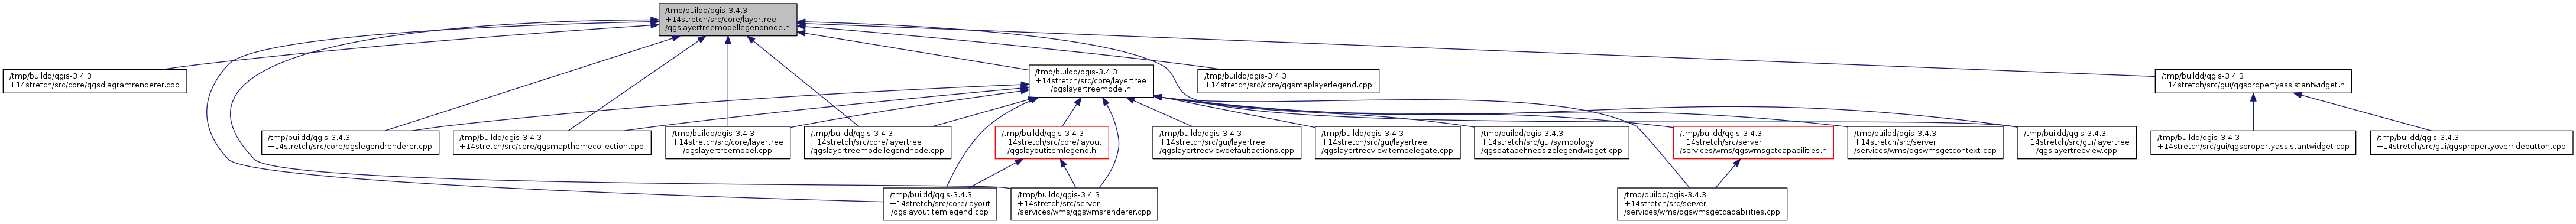 /tmp/buildd/qgis-3.4.3
+14stretch/src/core/layertree
/qgslayertreemodellegendnode.h
/tmp/buildd/qgis-3.4.3
+14stretch/src/core/qgsdiagramrenderer.cpp
/tmp/buildd/qgis-3.4.3
+14stretch/src/core/layertree
/qgslayertreemodel.h
/tmp/buildd/qgis-3.4.3
+14stretch/src/core/qgsmaplayerlegend.cpp
/tmp/buildd/qgis-3.4.3
+14stretch/src/gui/qgspropertyassistantwidget.h
/tmp/buildd/qgis-3.4.3
+14stretch/src/core/qgslegendrenderer.cpp
/tmp/buildd/qgis-3.4.3
+14stretch/src/core/qgsmapthemecollection.cpp
/tmp/buildd/qgis-3.4.3
+14stretch/src/core/layertree
/qgslayertreemodel.cpp
/tmp/buildd/qgis-3.4.3
+14stretch/src/core/layertree
/qgslayertreemodellegendnode.cpp
/tmp/buildd/qgis-3.4.3
+14stretch/src/core/layout
/qgslayoutitemlegend.h
/tmp/buildd/qgis-3.4.3
+14stretch/src/gui/layertree
/qgslayertreeviewdefaultactions.cpp
/tmp/buildd/qgis-3.4.3
+14stretch/src/gui/layertree
/qgslayertreeviewitemdelegate.cpp
/tmp/buildd/qgis-3.4.3
+14stretch/src/gui/symbology
/qgsdatadefinedsizelegendwidget.cpp
/tmp/buildd/qgis-3.4.3
+14stretch/src/server
/services/wms/qgswmsgetcapabilities.h
/tmp/buildd/qgis-3.4.3
+14stretch/src/server
/services/wms/qgswmsgetcontext.cpp
/tmp/buildd/qgis-3.4.3
+14stretch/src/gui/layertree
/qgslayertreeview.cpp
/tmp/buildd/qgis-3.4.3
+14stretch/src/gui/qgspropertyassistantwidget.cpp
/tmp/buildd/qgis-3.4.3
+14stretch/src/gui/qgspropertyoverridebutton.cpp
/tmp/buildd/qgis-3.4.3
+14stretch/src/core/layout
/qgslayoutitemlegend.cpp
/tmp/buildd/qgis-3.4.3
+14stretch/src/server
/services/wms/qgswmsrenderer.cpp
/tmp/buildd/qgis-3.4.3
+14stretch/src/server
/services/wms/qgswmsgetcapabilities.cpp